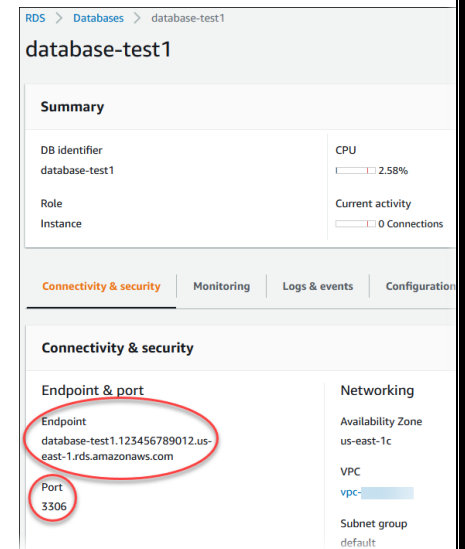 RDS > Databases > database-test1
database-test1
Summary
DB identifier
database-test1
CPU
2.58%
Role
Instance
Current activity
0 Connections
Connectivity & security
Monitoring
Logs & events
Configuration
Connectivity & security
Endpoint & port
Endpoint
database-test1.123456789012.us-
east-1.rds.amazonaws.com
Port
3306
Networking
Availability Zone
us-east-1c
VPC
vpc-
Subnet group
default